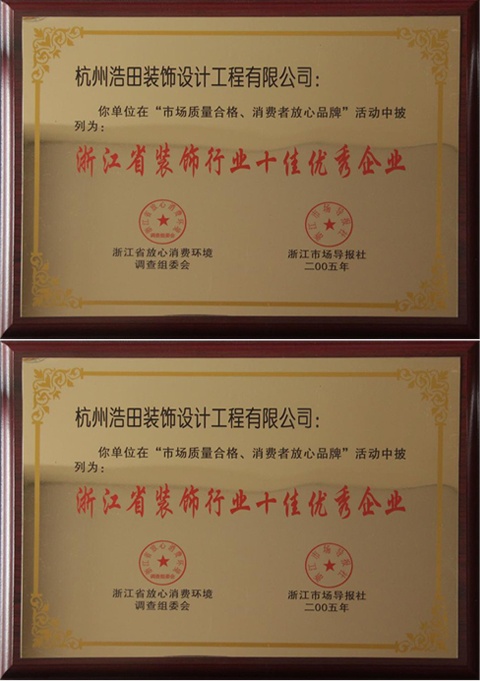 杭州浩田装饰设计工程有限公司：
你单位在“市场质量合格、消费者放心品牌”活动中披
列为：
浙江省装饰行业十佳优秀企业
浙江省放心消费环境
调查组委会
浙江市场导报社
二00五年
杭州浩田装饰设计工程有限公司：
你单位在“市场质量合格、消费者放心品牌”活动中披
列为：
浙江省装饰行业十佳优秀企业
浙江省放心消费环境
调查组委会
浙江市场导报社
二00五年